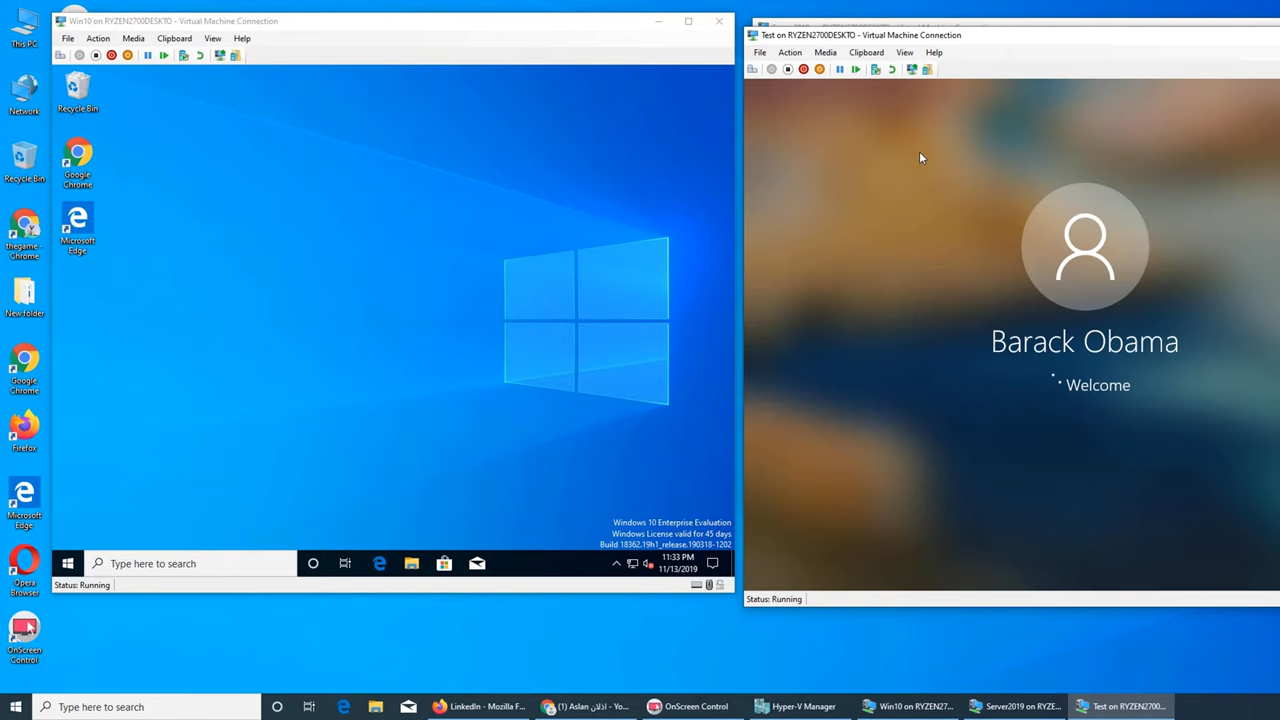 This PC
Network
Recycle Bin
thegame -
Chrome
New folder
Google
Chrome
Firefox
Microsoft
Edge
Opera
Browser
OnScreen
Control
Win10 on RYZEN2700DESKTO - Virtual Machine Connection
File Action Media Clipboard View Help
Recycle Bin
Google
Chrome
Microsoft
Edge
Windows 10 Enterprise Evaluation
Windows License valid for 45 days
Build 18362.19h1_release.190318-1202
Type here to search
11:33 PM
11/13/2019
Status: Running
Test on RYZEN2700DESKTO - Virtual Machine Connection
File Action Media Clipboard View Help
Barack Obama
Welcome
Status: Running
Type here to search
LinkedIn - Mozilla F...
(1) اذلان Aslan - Yo...
OnScreen Control
Hyper-V Manager
Win10 on RYZEN27...
Server2019 on RYZE...
Test on RYZEN2700...